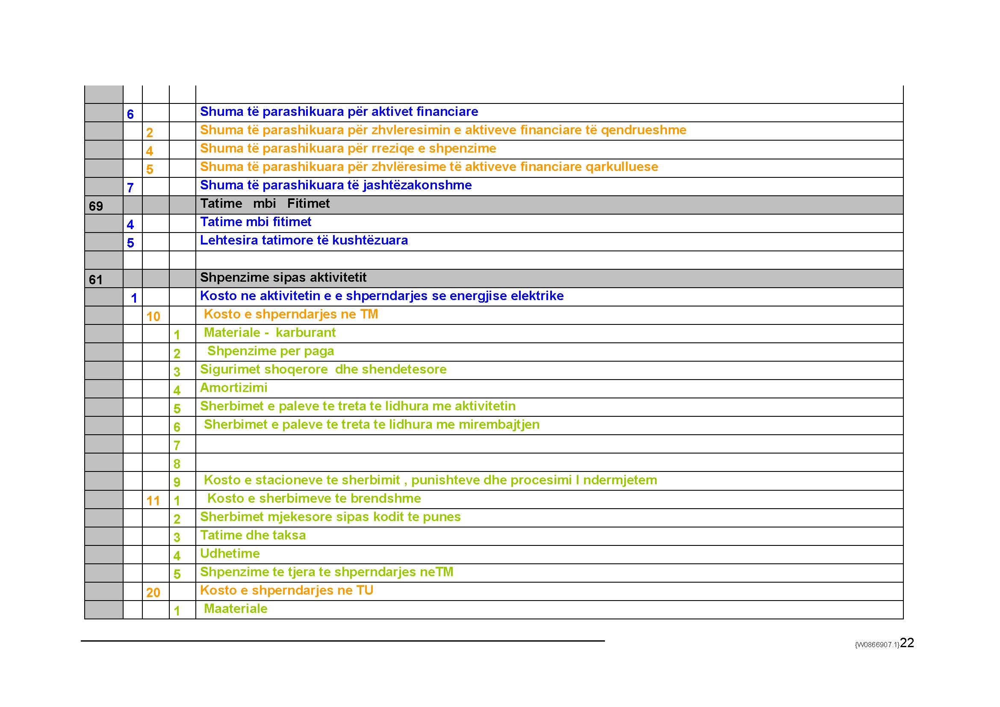 6 Shuma të parashikuara për aktivet financiare
2 Shuma të parashikuara për zhvleresimin e aktiveve financiare të qendrueshme
4 Shuma të parashikuara për rreziqe e shpenzime
5 Shuma të parashikuara për zhvlëresime të aktiveve financiare qarkulluese
7 Shuma të parashikuara të jashtëzakonshme
69 Tatime mbi Fitimet
4 Tatime mbi fitimet
5 Lehtesira tatimore të kushtëzuara
61 Shpenzime sipas aktivitetit
1 Kosto ne aktivitetin e e shperndarjes se energjise elektrike
10 Kosto e shperndarjes ne TM
1 Materiale - karburant
2 Shpenzime per paga
3 Sigurimet shoqerore dhe shendetesore
4 Amortizimi
5 Sherbimet e paleve te treta te lidhura me aktivitetin
6 Sherbimet e paleve te treta te lidhura me mirembajtjen
7
8
9 Kosto e stacioneve te sherbimit , punishteve dhe procesimi I ndermjetem
11 1 Kosto e sherbimeve te brendshme
2 Sherbimet mjekesore sipas kodit te punes
3 Tatime dhe taksa
4 Udhetime
5 Shpenzime te tjera te shperndarjes neTM
20 Kosto e shperndarjes ne TU
1 Maateriale
{W0866907.1}22